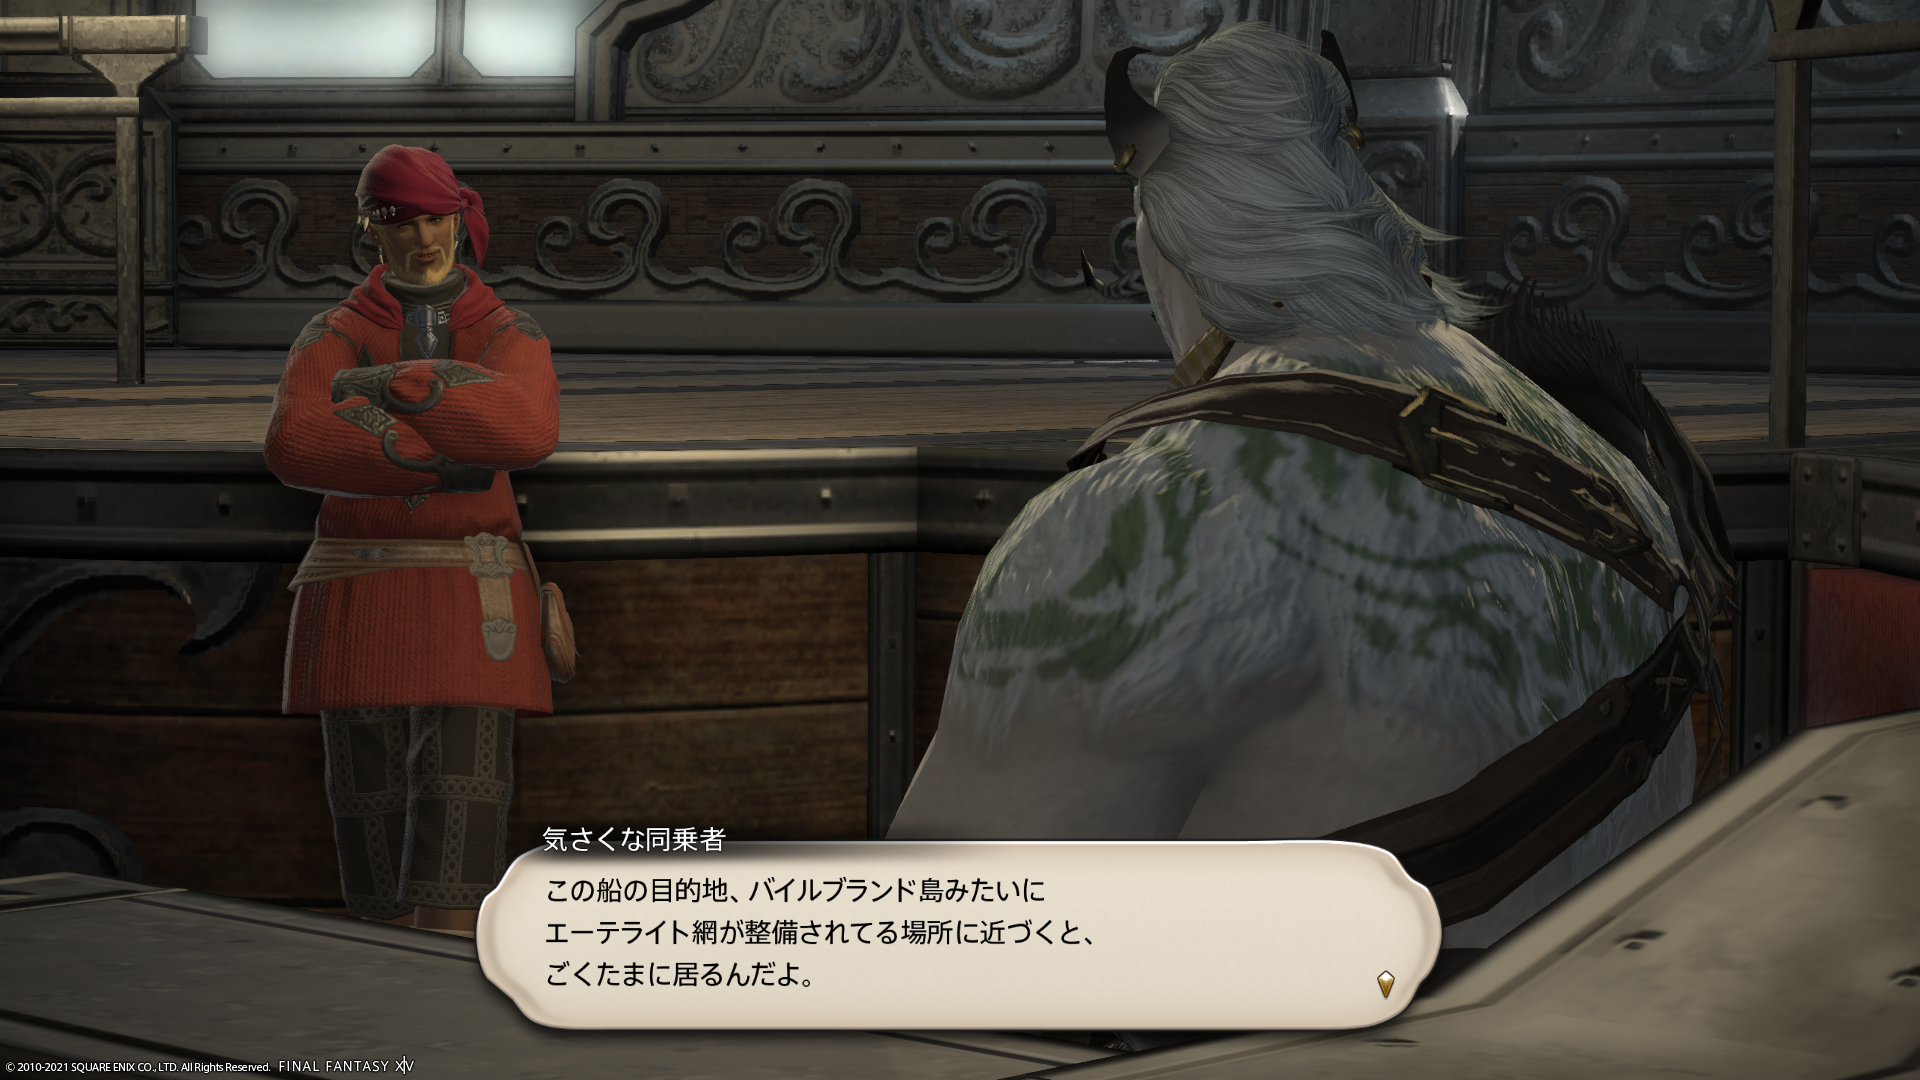 気さくな同乗者
この船の目的地、バイルブランド島みたいに
エーテライト網が整備されてる場所に近づくと、
ごくたまに居るんだよ。
© 2010-2021 SQUARE ENIX CO., LTD. All Rights Reserved. FINAL FANTASY XIV